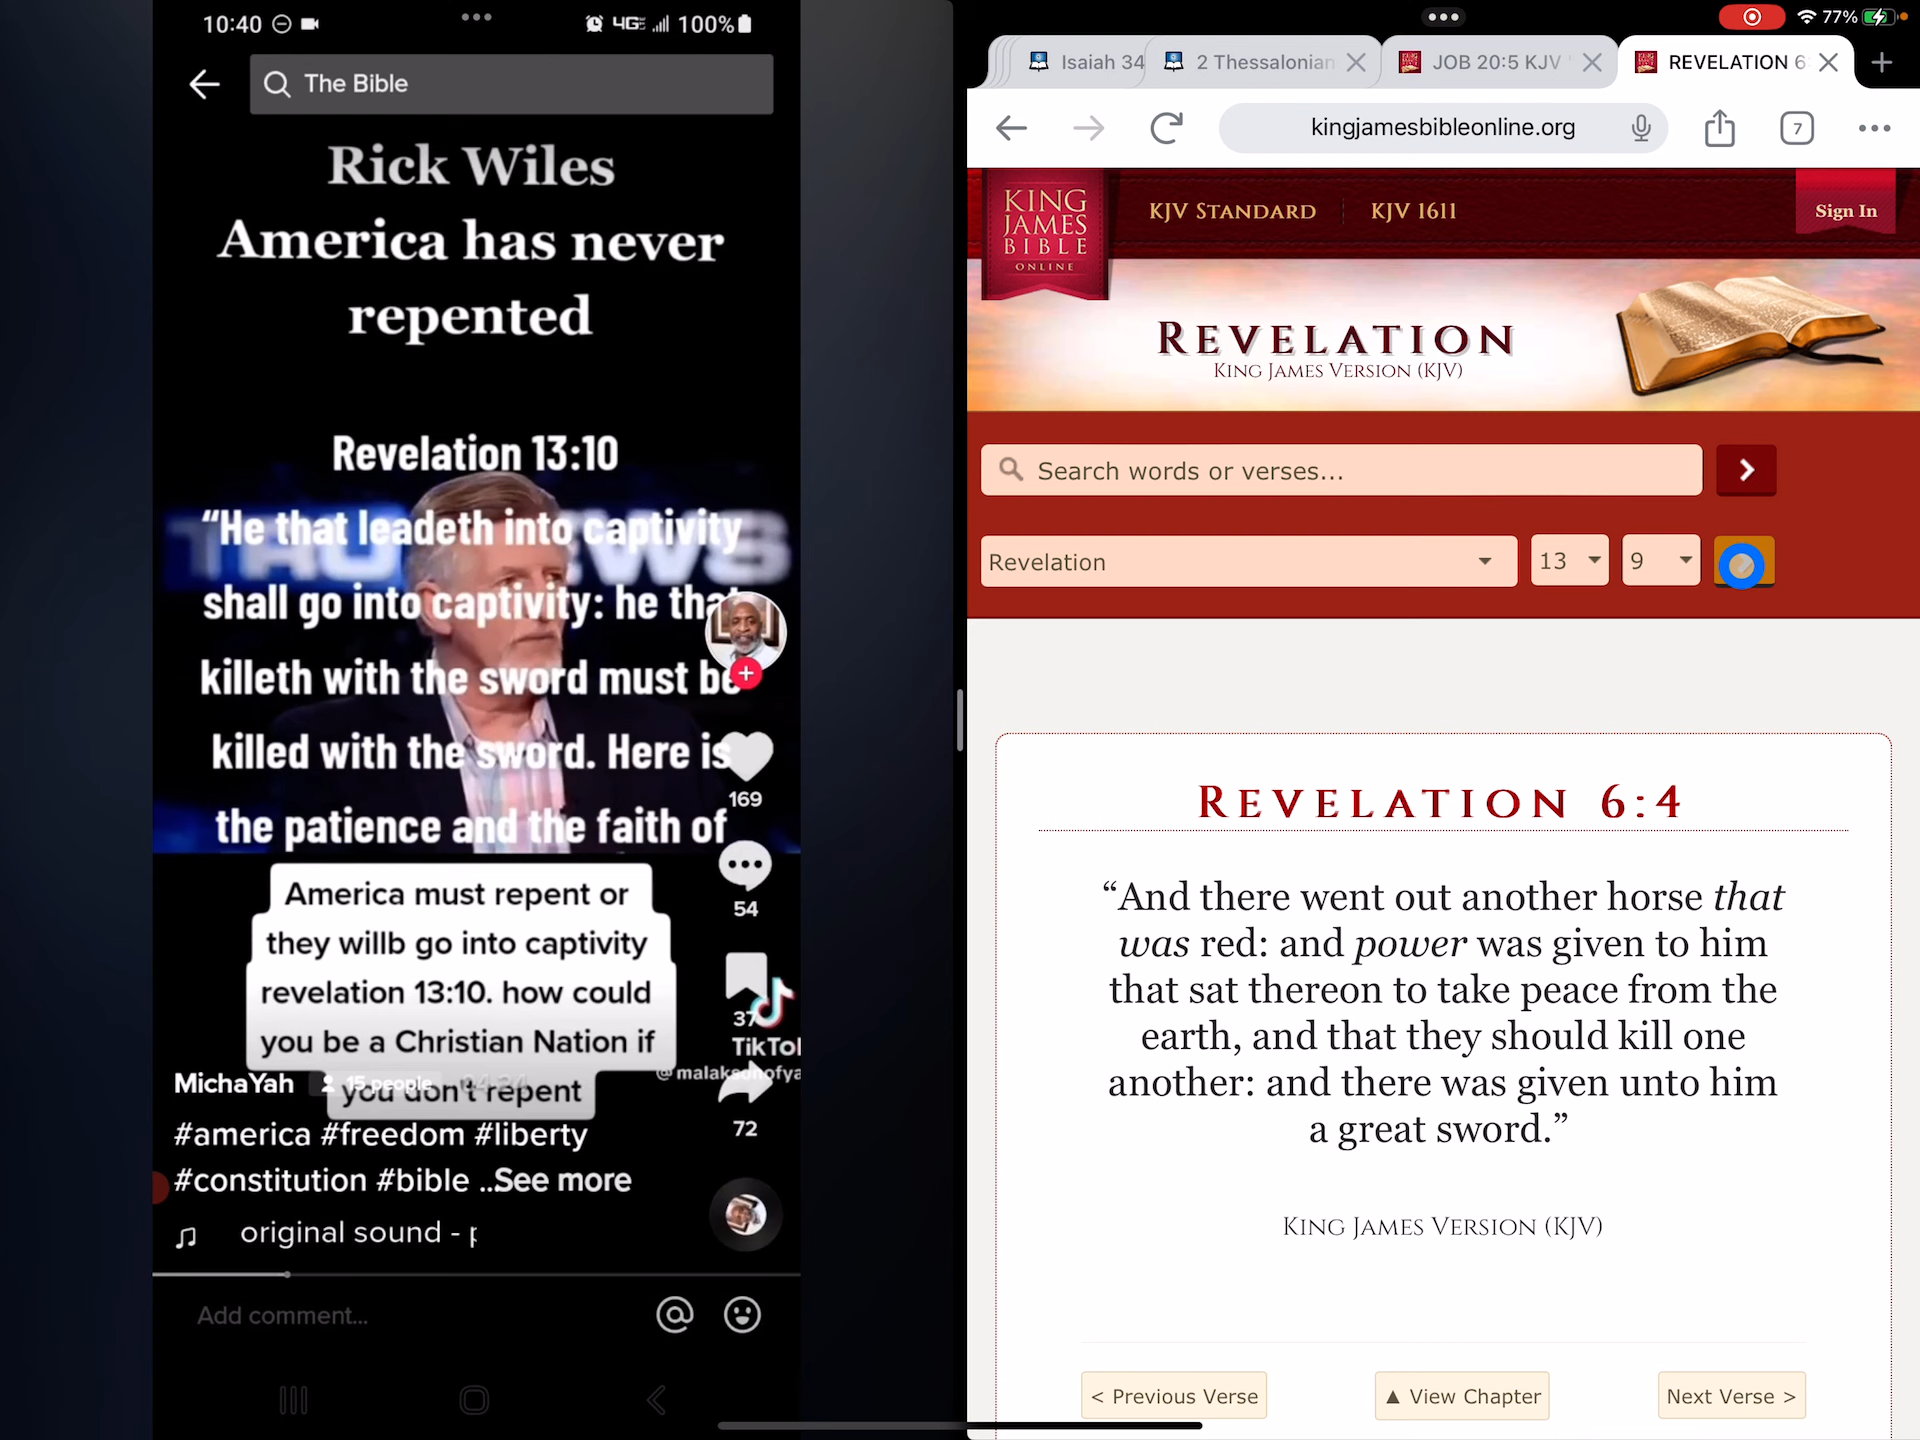 10:40
4GE 100%
The Bible
Rick Wiles
America has never
repented
Revelation 13:10
“He that leadeth into captivity
shall go into captivity: he that
killeth with the sword must be
killed with the sword. Here is
the patience and the faith of
NEWS
169
54
37
72
America must repent or
they willb go into captivity
revelation 13:10. how could
you be a Christian Nation if
you don't repent
TikTok
MichaYah 15 people
#america #freedom #liberty
#constitution #bible ..See more
original sound - p
Add comment...
77%
Isaiah 34
2 Thessalonian
JOB 20:5 KJV "
REVELATION 6:
kingjamesbibleonline.org
7
KING
JAMES
BIBLE
ONLINE
KJV STANDARD
KJV 1611
Sign In
REVELATION
KING JAMES VERSION (KJV)
Search words or verses...
Revelation
13
9
REVELATION 6:4
“And there went out another horse that
was red: and power was given to him
that sat thereon to take peace from the
earth, and that they should kill one
another: and there was given unto him
a great sword.”
KING JAMES VERSION (KJV)
< Previous Verse
▲ View Chapter
Next Verse >